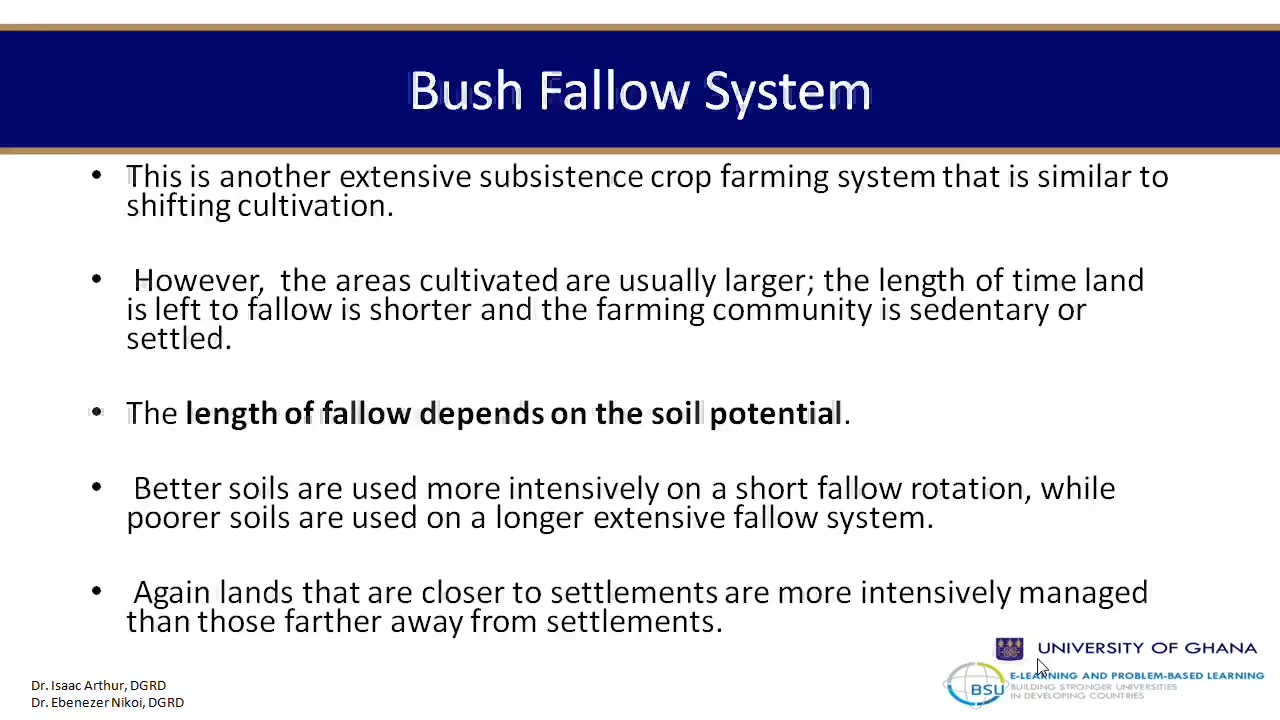 Bush Fallow System
• This is another extensive subsistence crop farming system that is similar to
shifting cultivation.
• However, the areas cultivated are usually larger; the length of time land
is left to fallow is shorter and the farming community is sedentary or
settled.
• The length of fallow depends on the soil potential.
• Better soils are used more intensively on a short fallow rotation, while
poorer soils are used on a longer extensive fallow system.
• Again lands that are closer to settlements are more intensively managed
than those farther away from settlements.
UNIVERSITY OF GHANA
BSU
E-LEARNING AND PROBLEM-BASED LEARNING
BUILDING STRONGER UNIVERSITIES
IN DEVELOPING COUNTRIES
Dr. Isaac Arthur, DGRD
Dr. Ebenezer Nikoi, DGRD